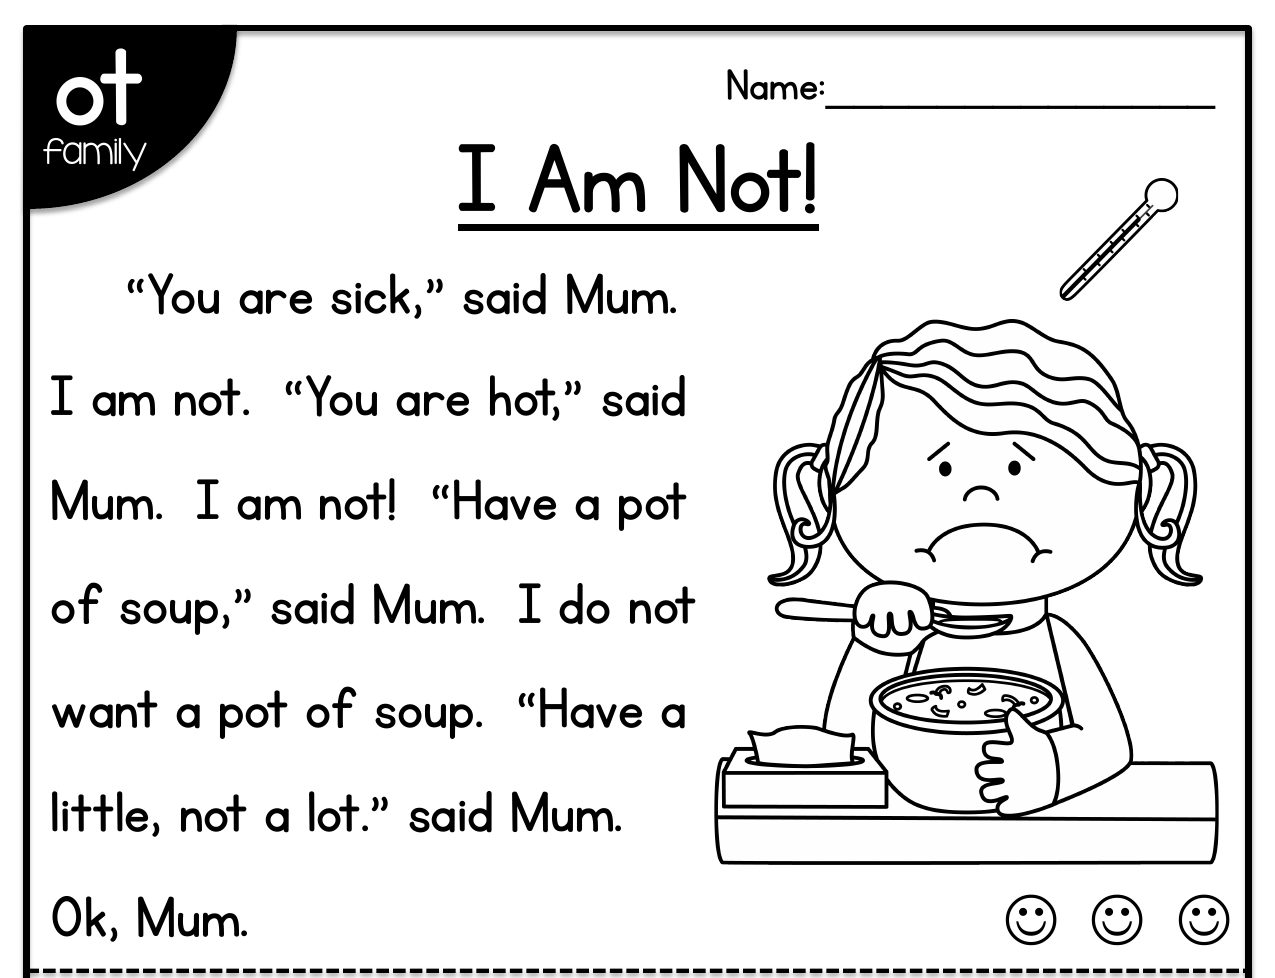 ot
family
Name:
I Am Not!
“You are sick,” said Mum.
I am not. “You are hot,” said
Mum. I am not! “Have a pot
of soup,” said Mum. I do not
want a pot of soup. “Have a
little, not a lot.” said Mum.
Ok, Mum.